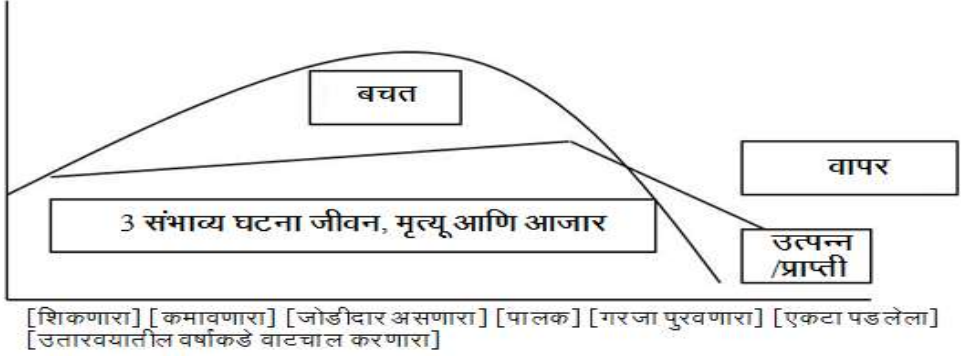 बचत
वापर
3 संभाव्य घटना जीवन, मृत्यू आणि आजार
उत्पन्न
/प्राप्ती
[शिकणारा] [कमावणारा] [जोडीदार असणारा] [पालक] [गरजा पुरवणारा] [एकटा पडलेला]
[उतारवयातील वर्षाकडे वाटचाल करणारा]